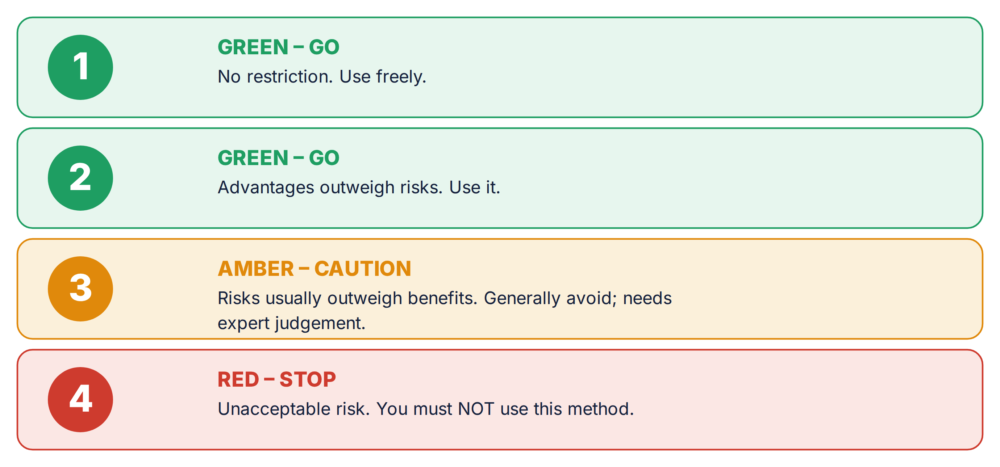 1
GREEN – GO
No restriction. Use freely.
2
GREEN – GO
Advantages outweigh risks. Use it.
3
AMBER – CAUTION
Risks usually outweigh benefits. Generally avoid; needs
expert judgement.
4
RED – STOP
Unacceptable risk. You must NOT use this method.